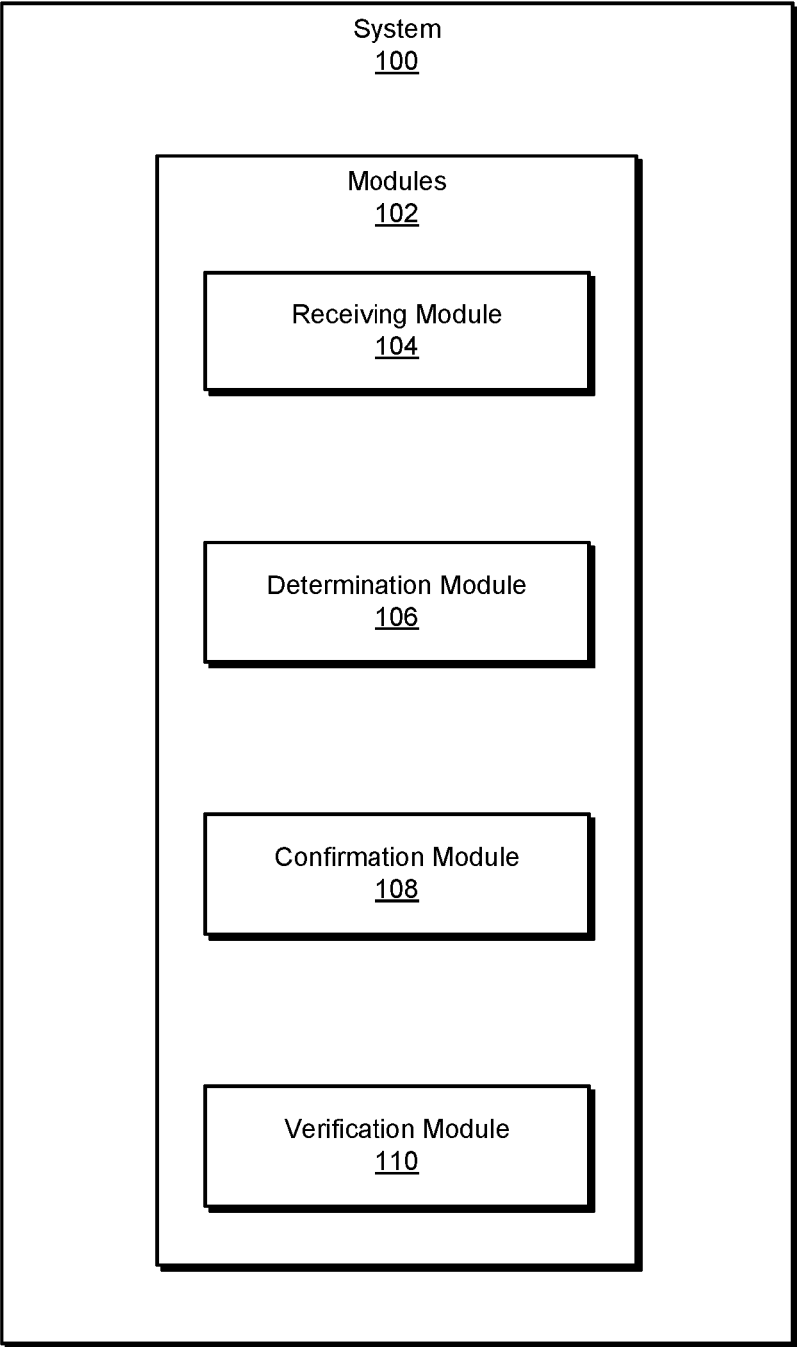 System
100
Modules
102
Receiving Module
104
Determination Module
106
Confirmation Module
108
Verification Module
110